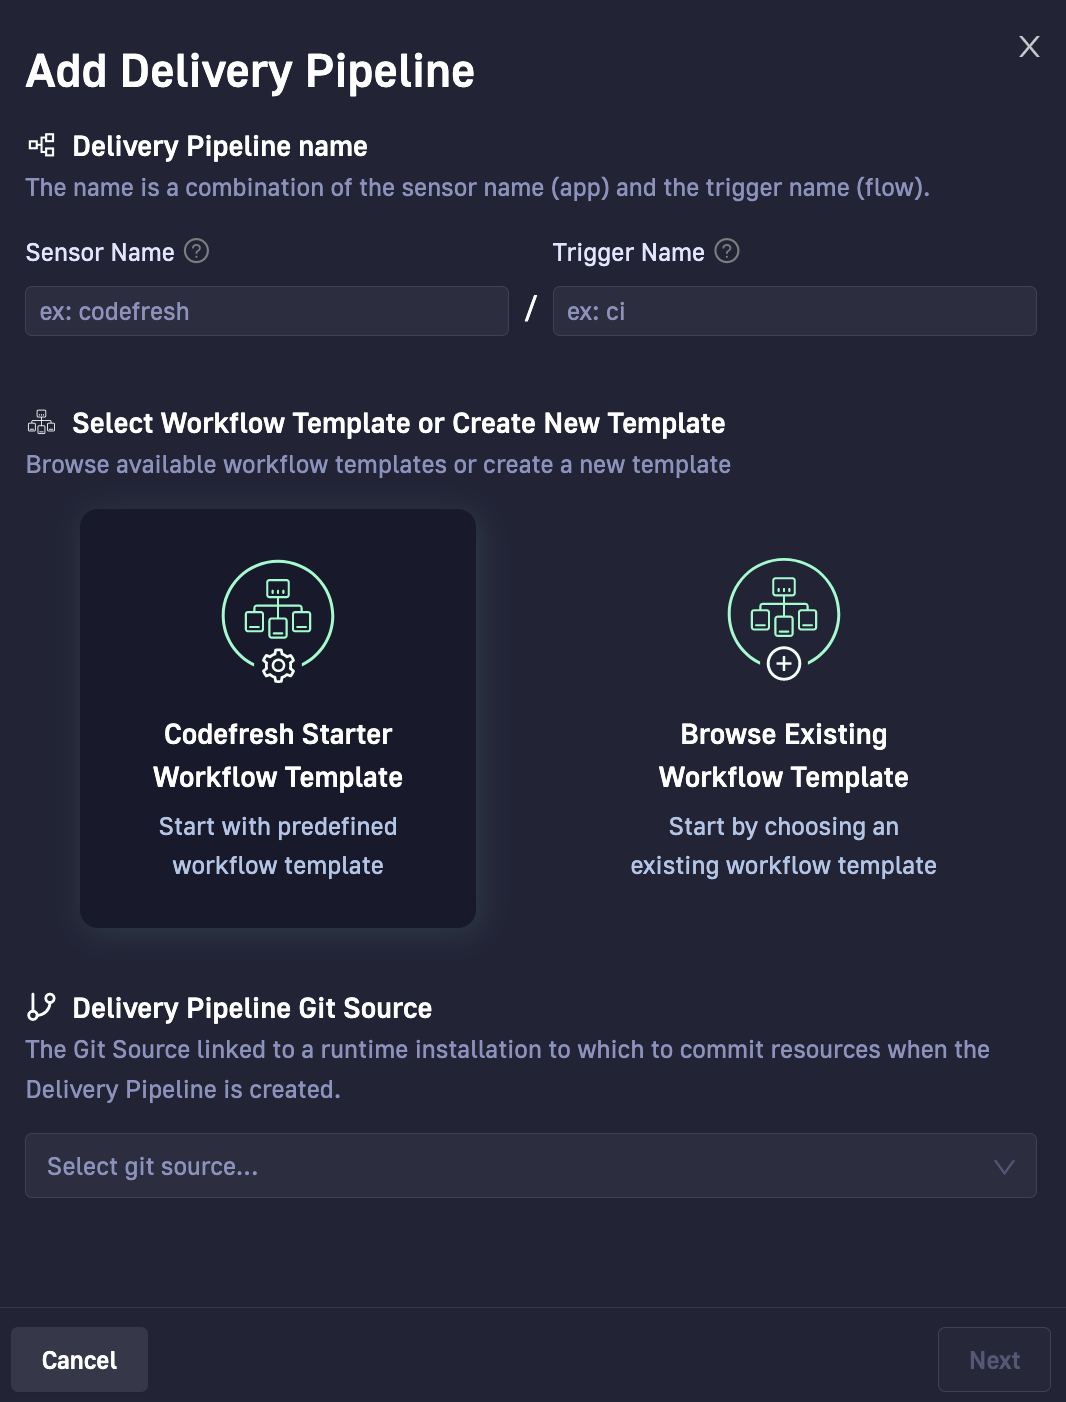 Add Delivery Pipeline
Delivery Pipeline name
The name is a combination of the sensor name (app) and the trigger name (flow).
Sensor Name ?
Trigger Name ?
ex: codefresh
/
ex: ci
Select Workflow Template or Create New Template
Browse available workflow templates or create a new template
Codefresh Starter
Workflow Template
Start with predefined
workflow template
Browse Existing
Workflow Template
Start by choosing an
existing workflow template
Delivery Pipeline Git Source
The Git Source linked to a runtime installation to which to commit resources when the
Delivery Pipeline is created.
Select git source...
Cancel
Next